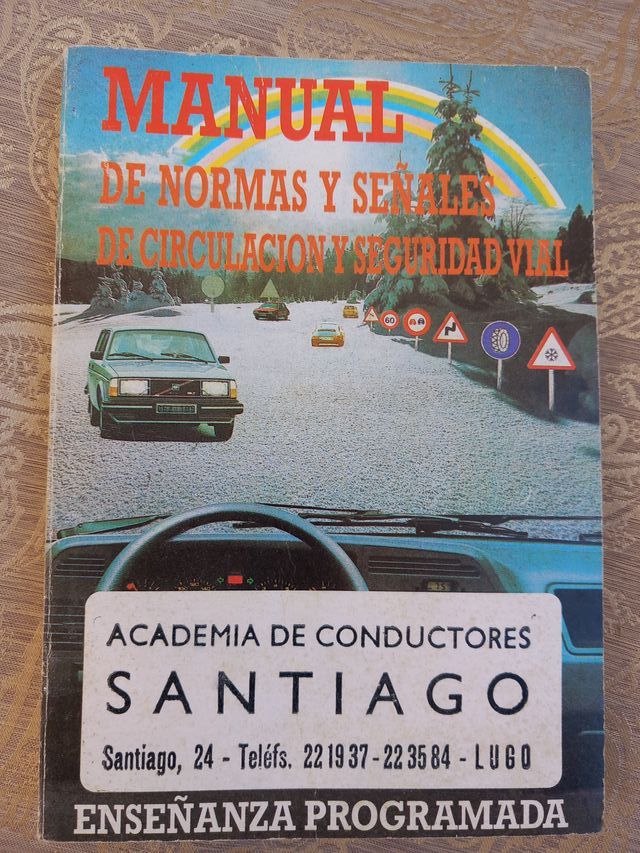 MANUAL
DE NORMAS Y SEÑALES
DE CIRCULACION Y SEGURIDAD VIAL
60
ACADEMIA DE CONDUCTORES
SANTIAGO
Santiago, 24 - Teléfs. 22 19 37 - 22 35 84 - LUGO
ENSEÑANZA PROGRAMADA